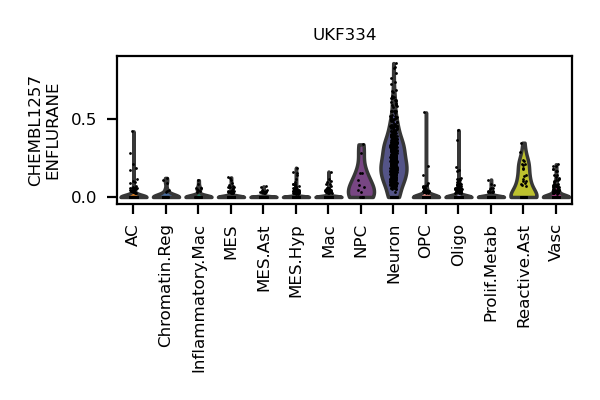 UKF334
CHEMBL1257
ENFLURANE
0.5
0.0
AC
Chromatin.Reg
Inflammatory.Mac
MES
MES.Ast
MES.Hyp
Mac
NPC
Neuron
OPC
Oligo
Prolif.Metab
Reactive.Ast
Vasc